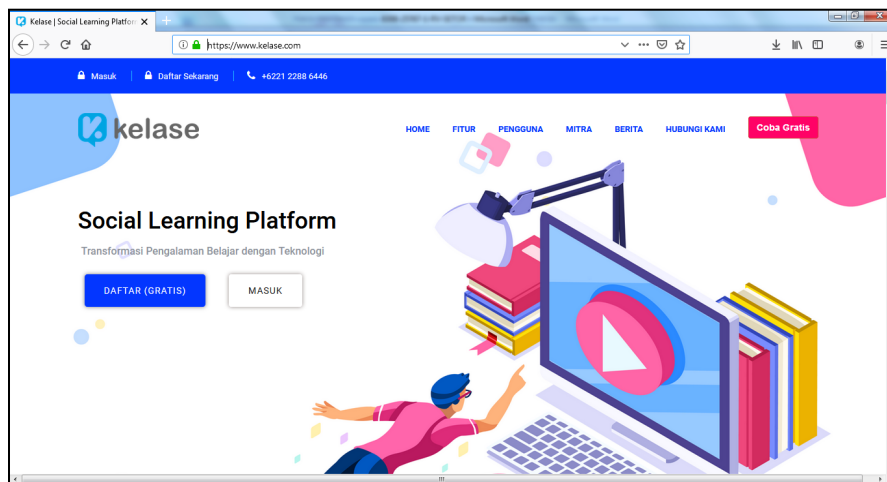 Kelase | Social Learning Platforr
https://www.kelase.com
Masuk
Daftar Sekarang
+6221 2288 6446
kelase
HOME FITUR PENGGUNA MITRA BERITA HUBUNGI KAMI Coba Gratis
Social Learning Platform
Transformasi Pengalaman Belajar dengan Teknologi
DAFTAR (GRATIS) MASUK